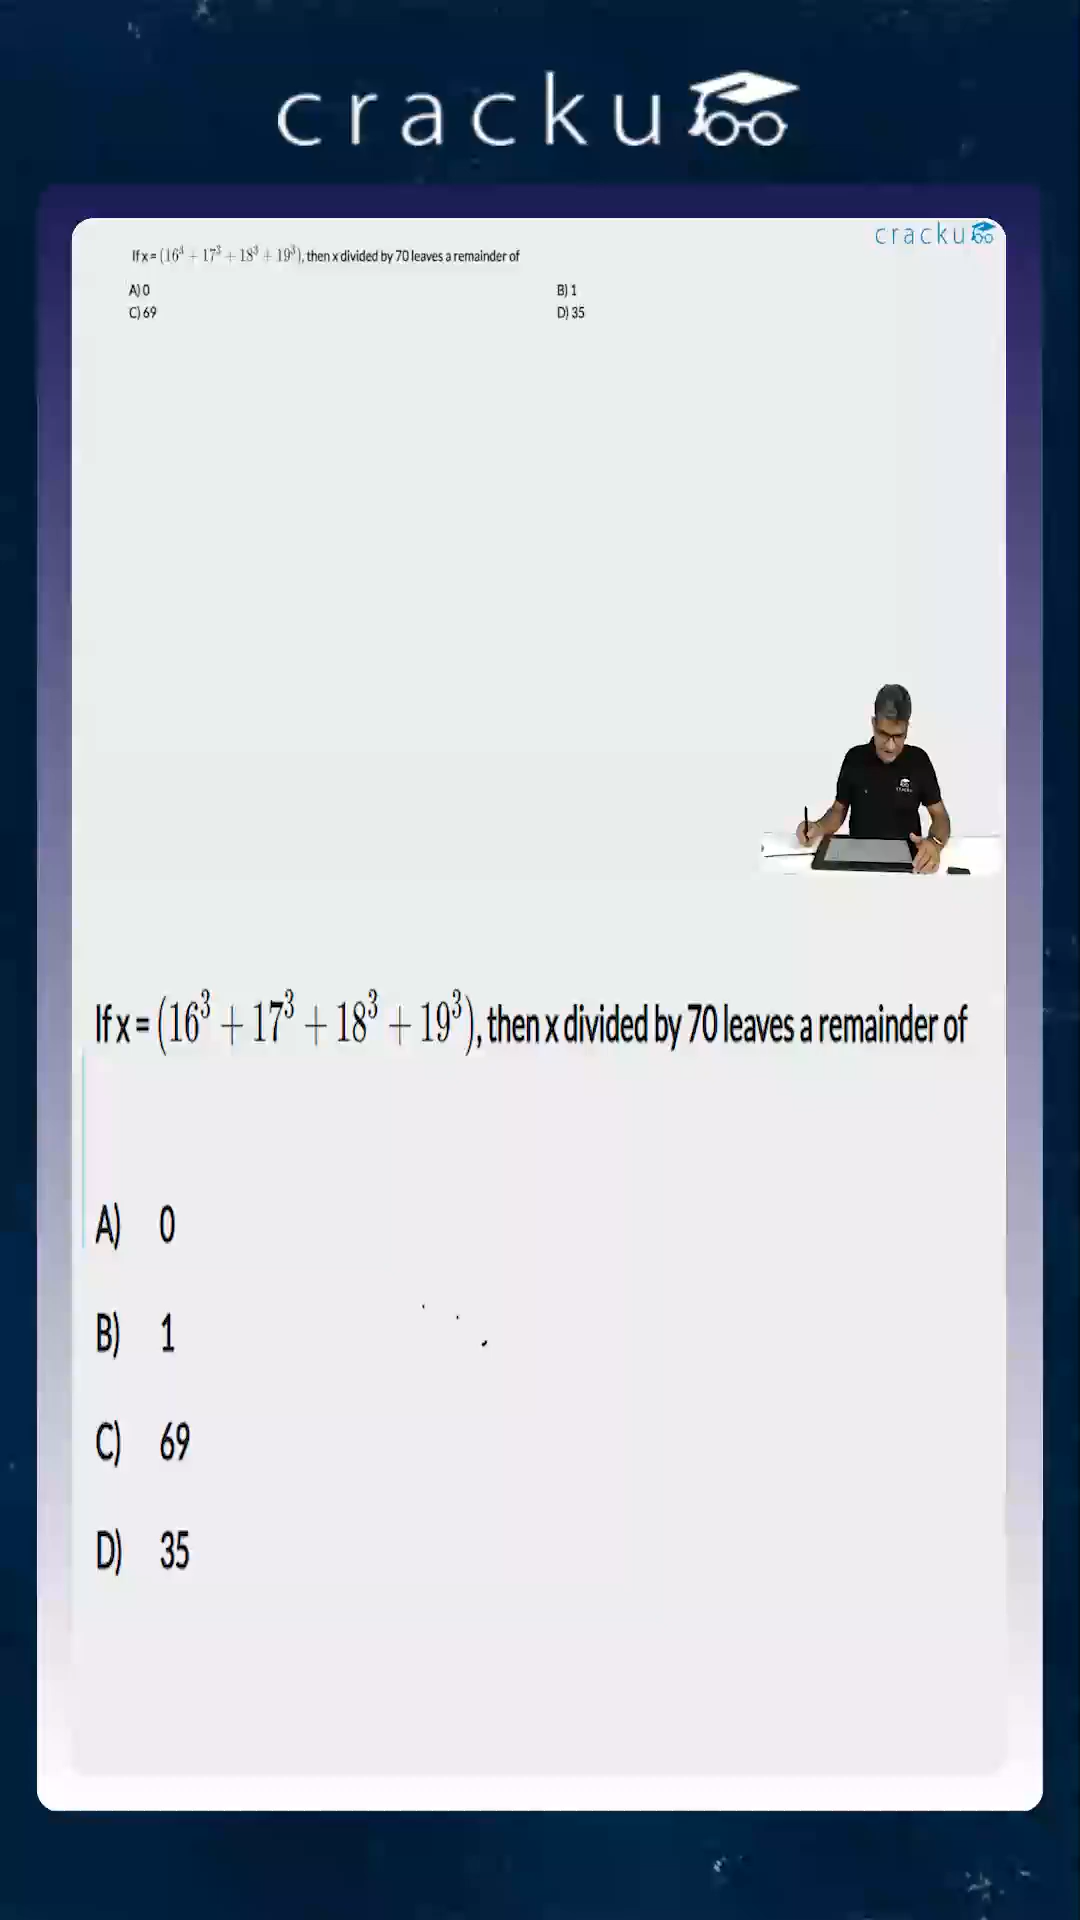 cracku
cracku
If x = (16³ + 17³ + 18³ + 19³), then x divided by 70 leaves a remainder of
A) 0
B) 1
C) 69
D) 35
If x = (16³ + 17³ + 18³ + 19³), then x divided by 70 leaves a remainder of
A) 0
B) 1
C) 69
D) 35